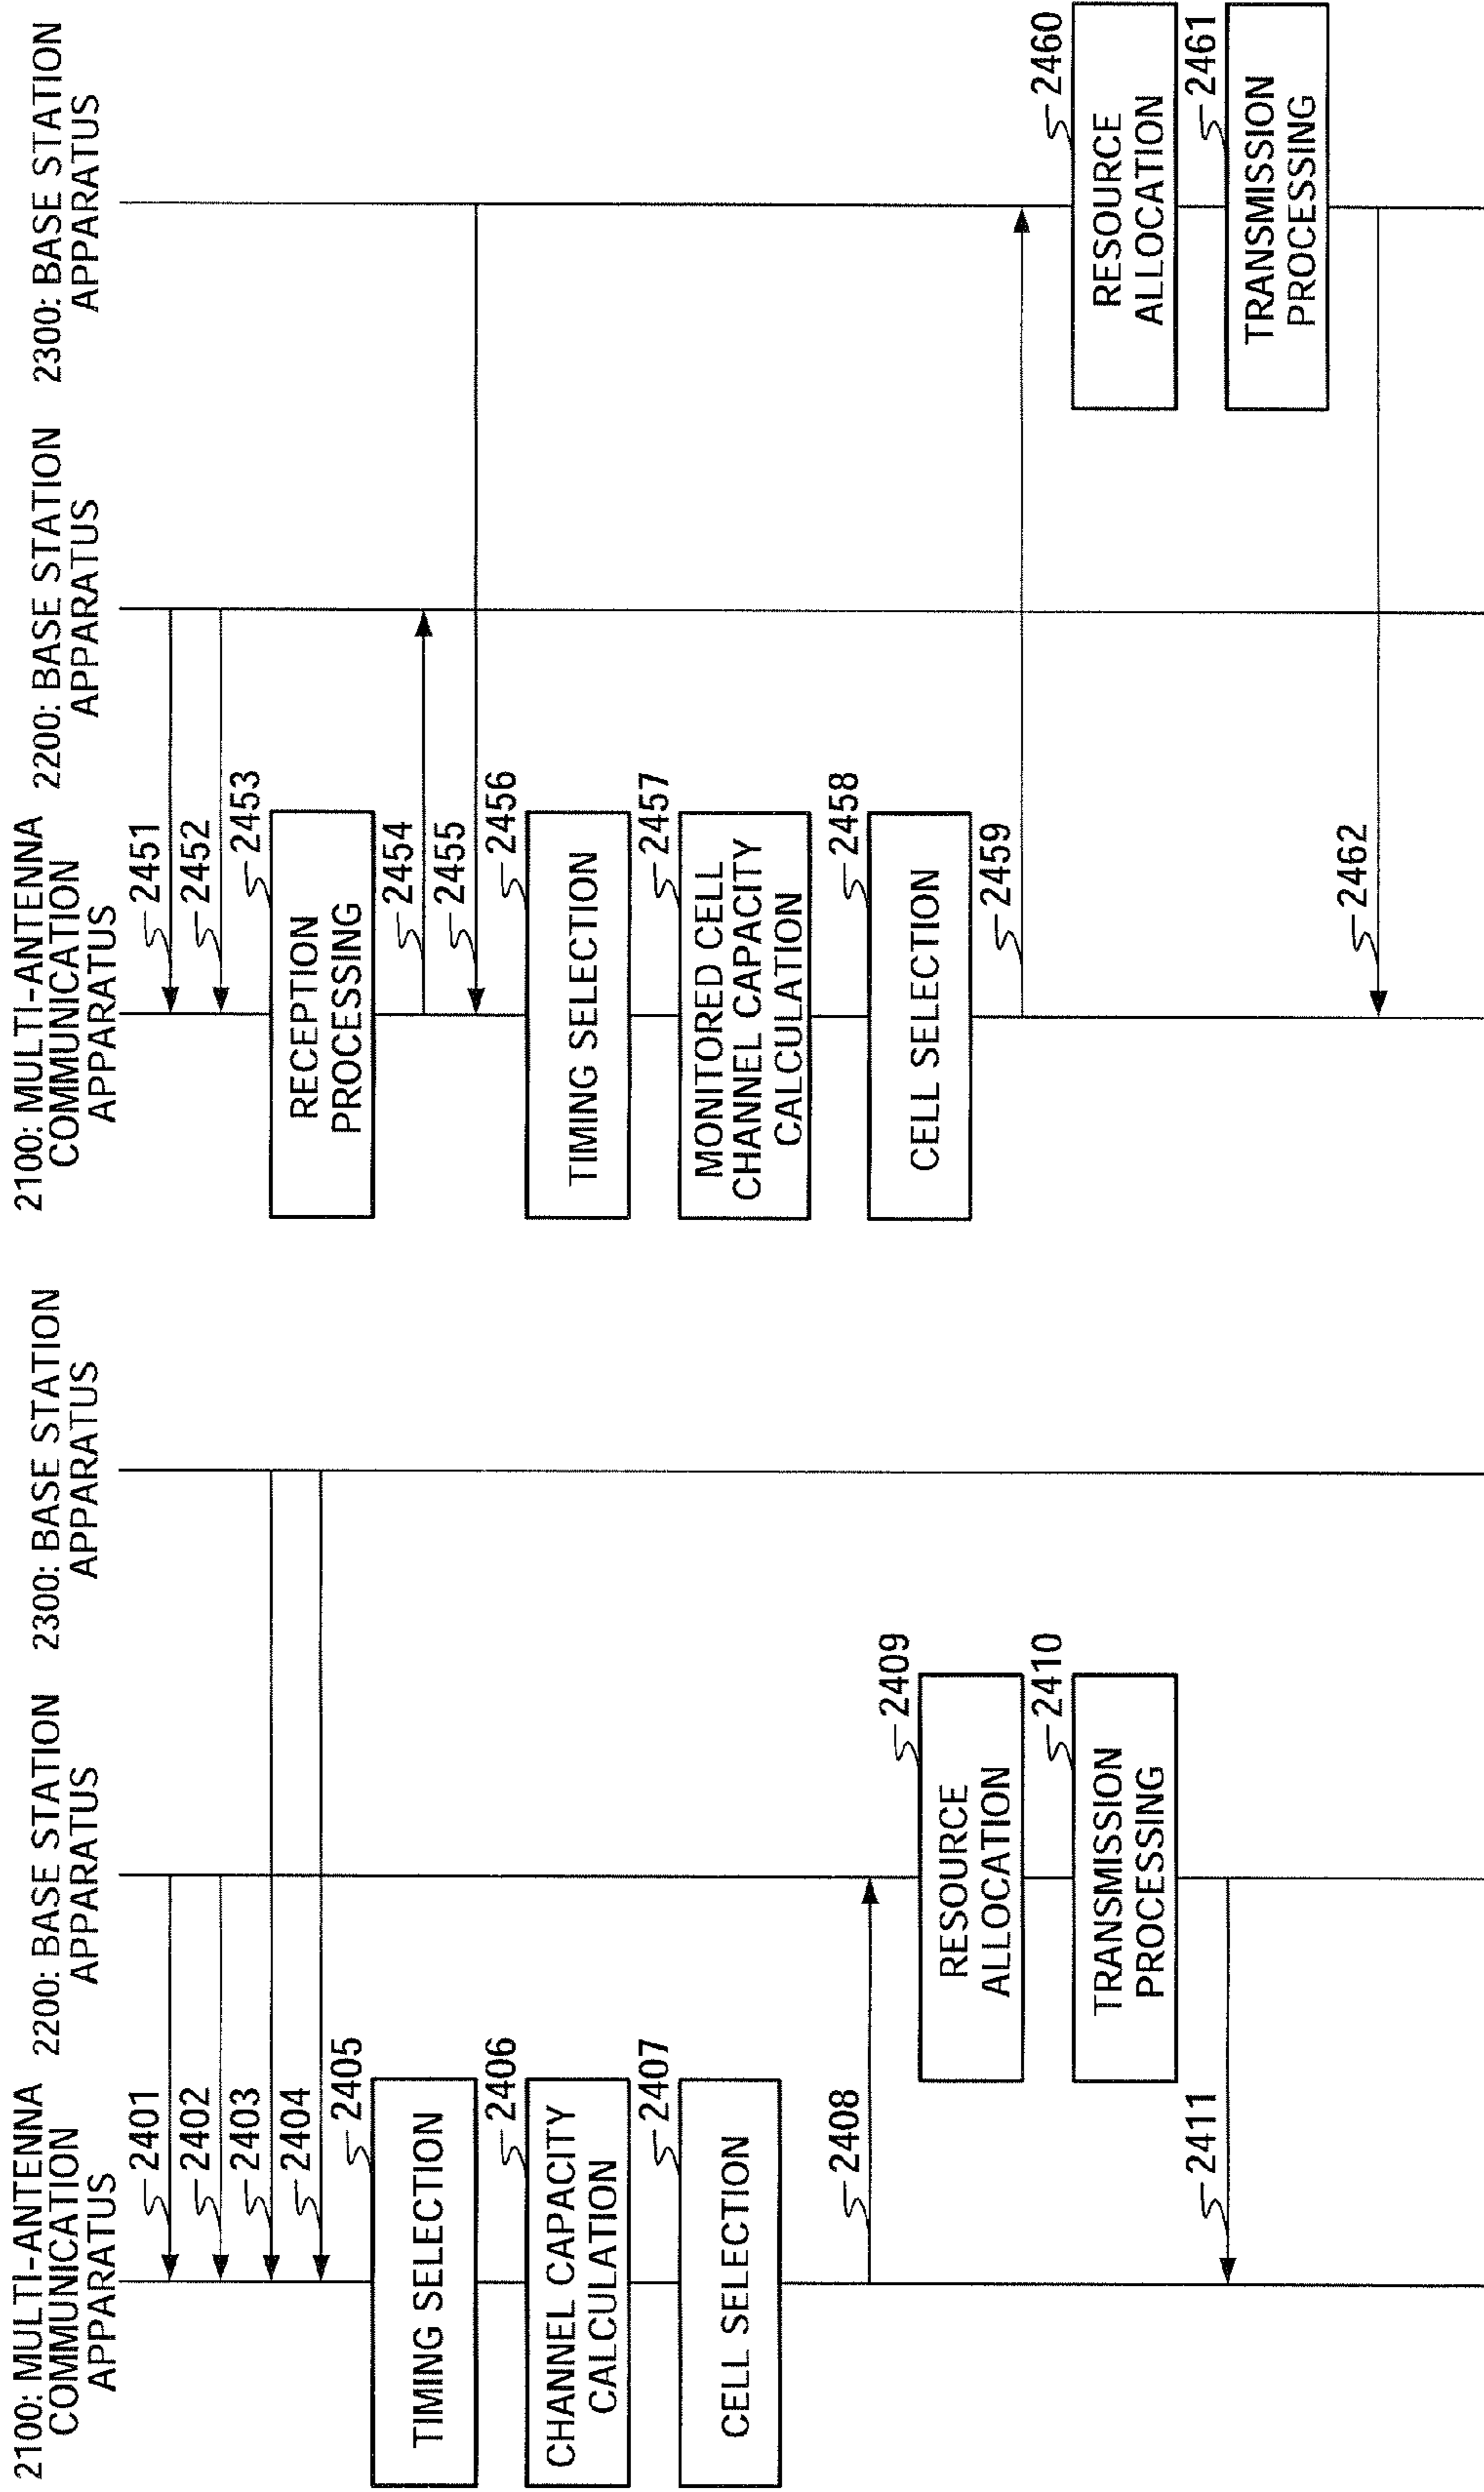 2100: MULTI-ANTENNA
COMMUNICATION
APPARATUS
2200: BASE STATION
APPARATUS
2300: BASE STATION
APPARATUS
2401
2402
2403
2404
2405
TIMING SELECTION
2406
CHANNEL CAPACITY
CALCULATION
2407
CELL SELECTION
2408
2409
RESOURCE
ALLOCATION
2410
TRANSMISSION
PROCESSING
2411
2100: MULTI-ANTENNA
COMMUNICATION
APPARATUS
2200: BASE STATION
APPARATUS
2300: BASE STATION
APPARATUS
2451
2452
2453
RECEPTION
PROCESSING
2454
2455
2456
TIMING SELECTION
2457
MONITORED CELL
CHANNEL CAPACITY
CALCULATION
2458
CELL SELECTION
2459
2460
RESOURCE
ALLOCATION
2461
TRANSMISSION
PROCESSING
2462